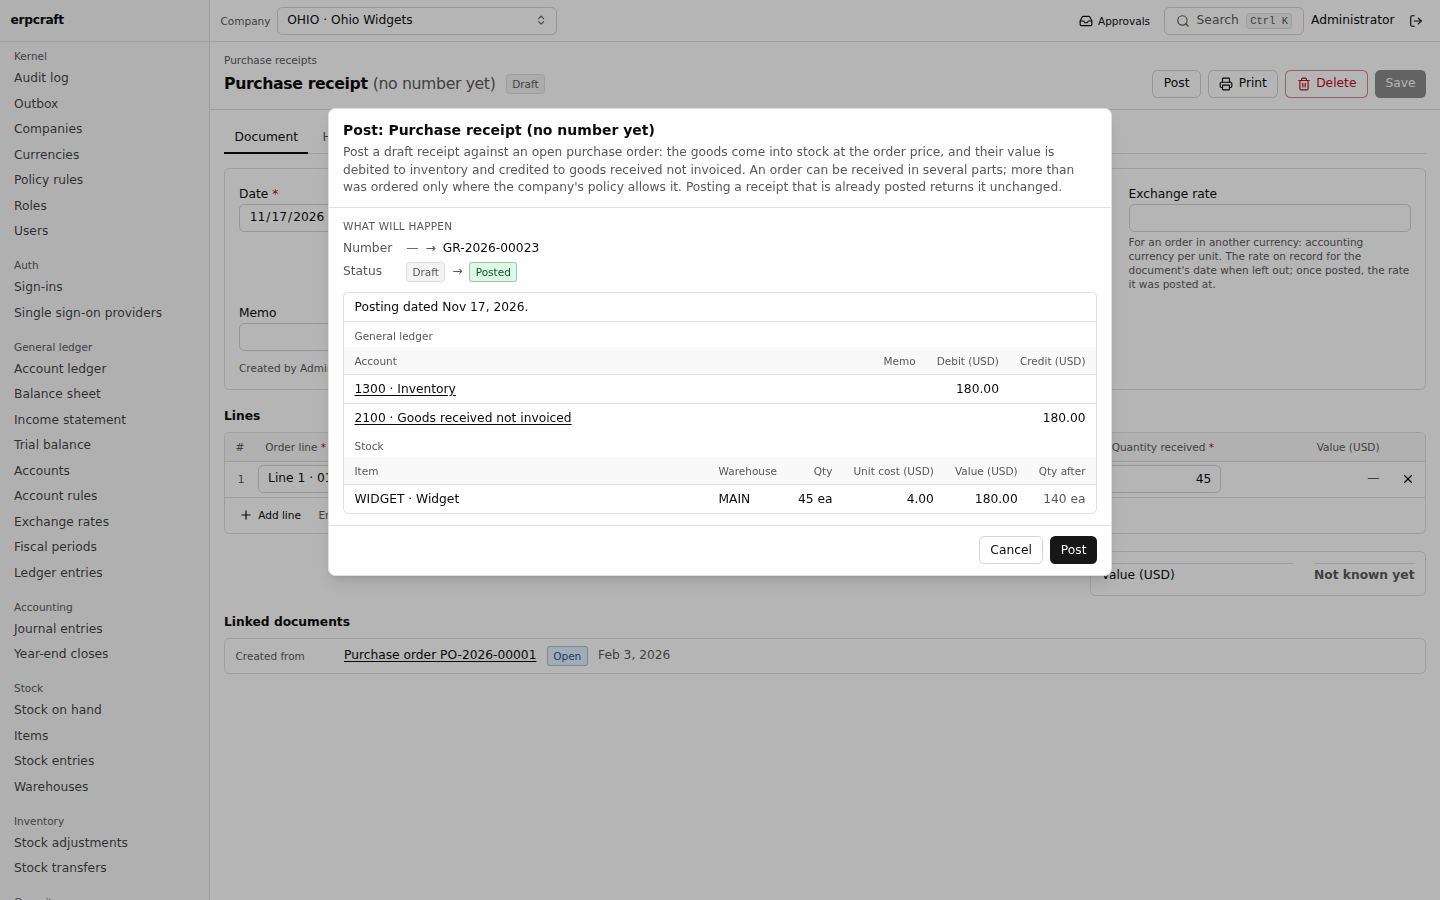 erpcraft
Company
OHIO · Ohio Widgets
Approvals
Search
Ctrl K
Administrator
Kernel
Audit log
Outbox
Companies
Currencies
Policy rules
Roles
Users
Auth
Sign-ins
Single sign-on providers
General ledger
Account ledger
Balance sheet
Income statement
Trial balance
Accounts
Account rules
Exchange rates
Fiscal periods
Ledger entries
Accounting
Journal entries
Year-end closes
Stock
Stock on hand
Items
Stock entries
Warehouses
Inventory
Stock adjustments
Stock transfers
Purchase receipts
Purchase receipt (no number yet)
Draft
Post
Print
Delete
Save
Document
Date *
11/17/2026
Memo
Created by Admi
Exchange rate
For an order in another currency: accounting
currency per unit. The rate on record for the
document's date when left out; once posted, the rate
it was posted at.
Lines
# Order line * Quantity received * Value (USD)
1 Line 1 · 01 45 —
Add line
Value (USD) Not known yet
Linked documents
Created from Purchase order PO-2026-00001 Open Feb 3, 2026
Post: Purchase receipt (no number yet)
Post a draft receipt against an open purchase order: the goods come into stock at the order price, and their value is
debited to inventory and credited to goods received not invoiced. An order can be received in several parts; more than
was ordered only where the company's policy allows it. Posting a receipt that is already posted returns it unchanged.
WHAT WILL HAPPEN
Number — → GR-2026-00023
Status Draft → Posted
Posting dated Nov 17, 2026.
General ledger
Account Memo Debit (USD) Credit (USD)
1300 · Inventory 180.00
2100 · Goods received not invoiced 180.00
Stock
Item Warehouse Qty Unit cost (USD) Value (USD) Qty after
WIDGET · Widget MAIN 45 ea 4.00 180.00 140 ea
Cancel
Post